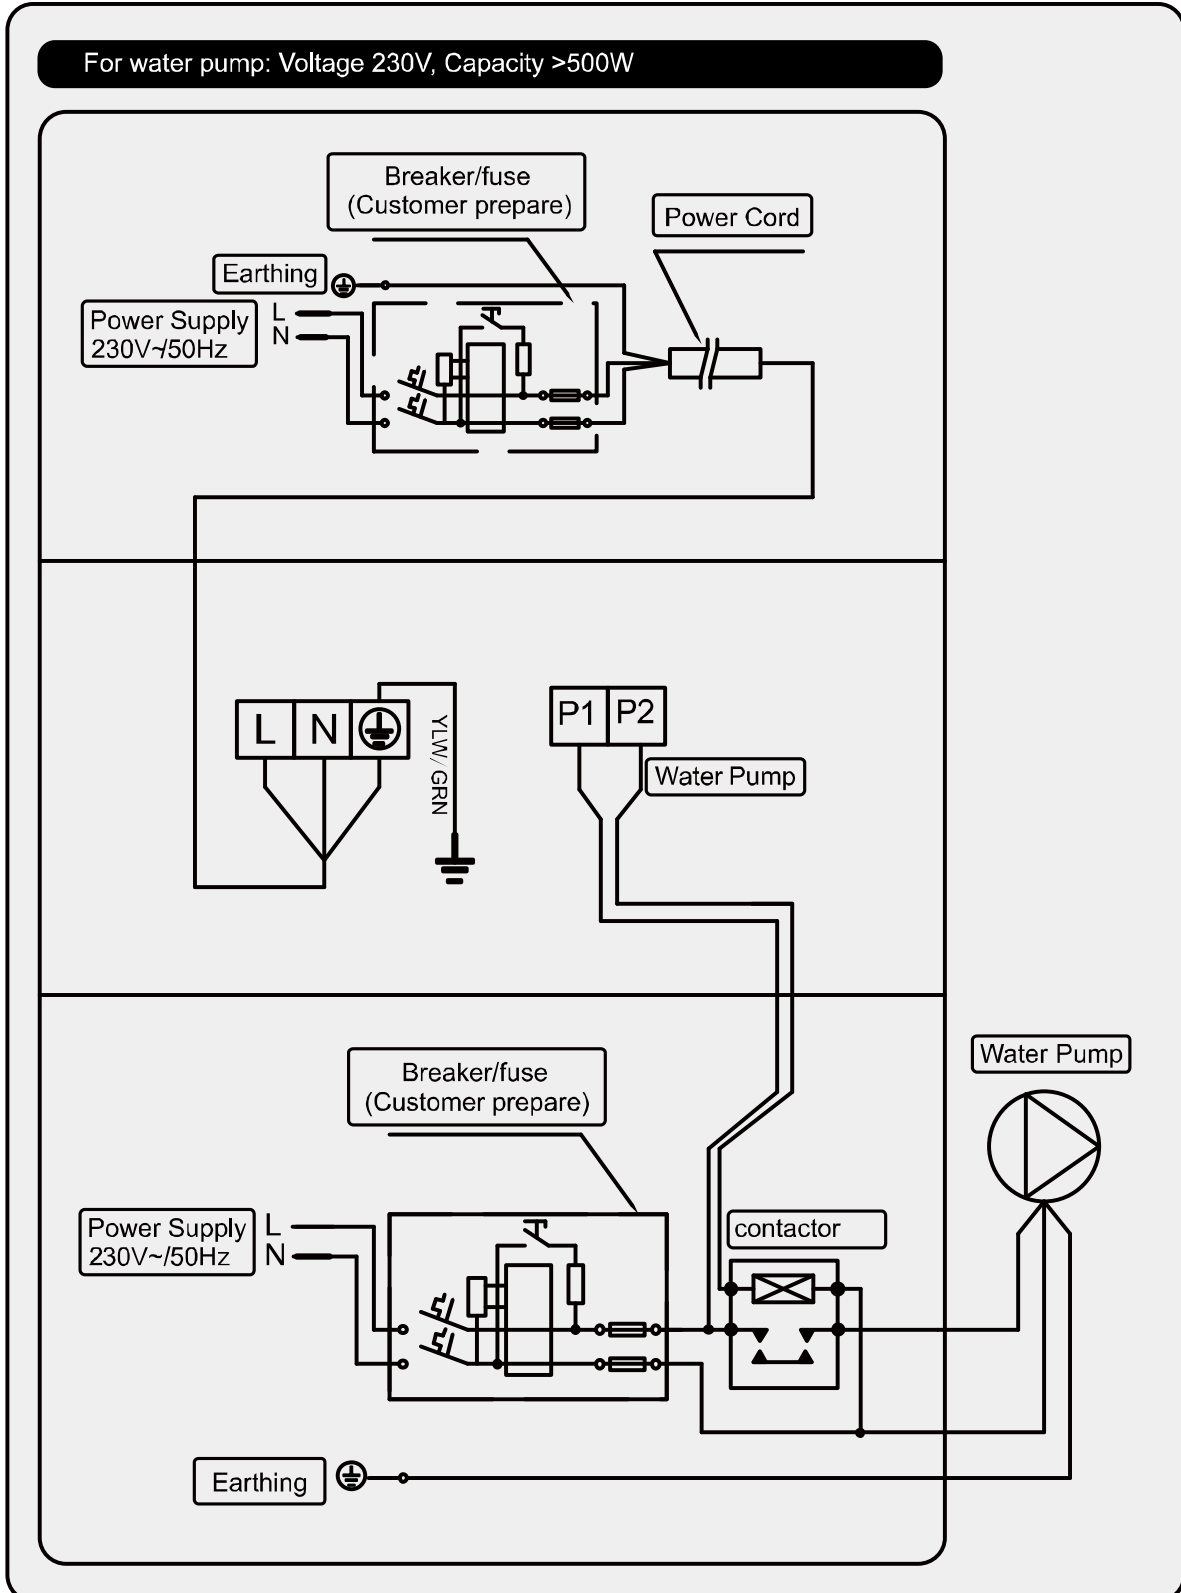 For water pump: Voltage 230V, Capacity >500W
Breaker/fuse
(Customer prepare)
Power Cord
Earthing
Power Supply
230V~/50Hz
L
N
L
N
YLW/GRN
P1
P2
Water Pump
Water Pump
Breaker/fuse
(Customer prepare)
Power Supply
230V~/50Hz
L
N
contactor
Earthing